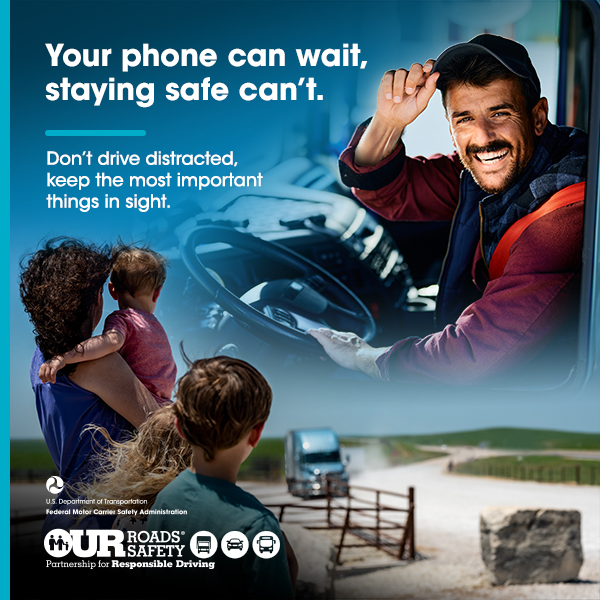 Your phone can wait,
staying safe can't.
Don't drive distracted,
keep the most important
things in sight.
U.S. Department of Transportation
Federal Motor Carrier Safety Administration
OUR ROADS®
SAFETY
Partnership for Responsible Driving